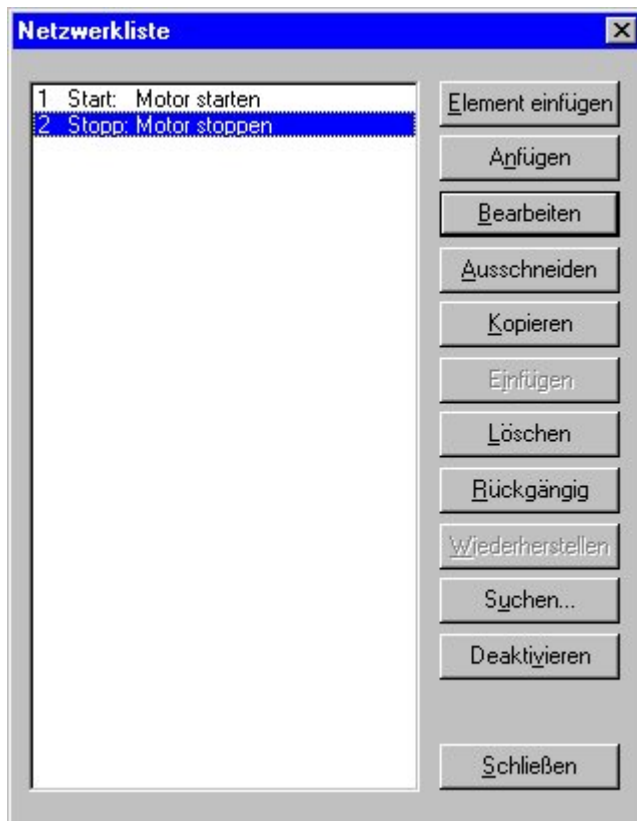 Netzwerkliste
1 Start: Motor starten
2 Stopp: Motor stoppen
Element einfügen
Anfügen
Bearbeiten
Ausschneiden
Kopieren
Einfügen
Löschen
Rückgängig
Wiederherstellen
Suchen...
Deaktivieren
Schließen